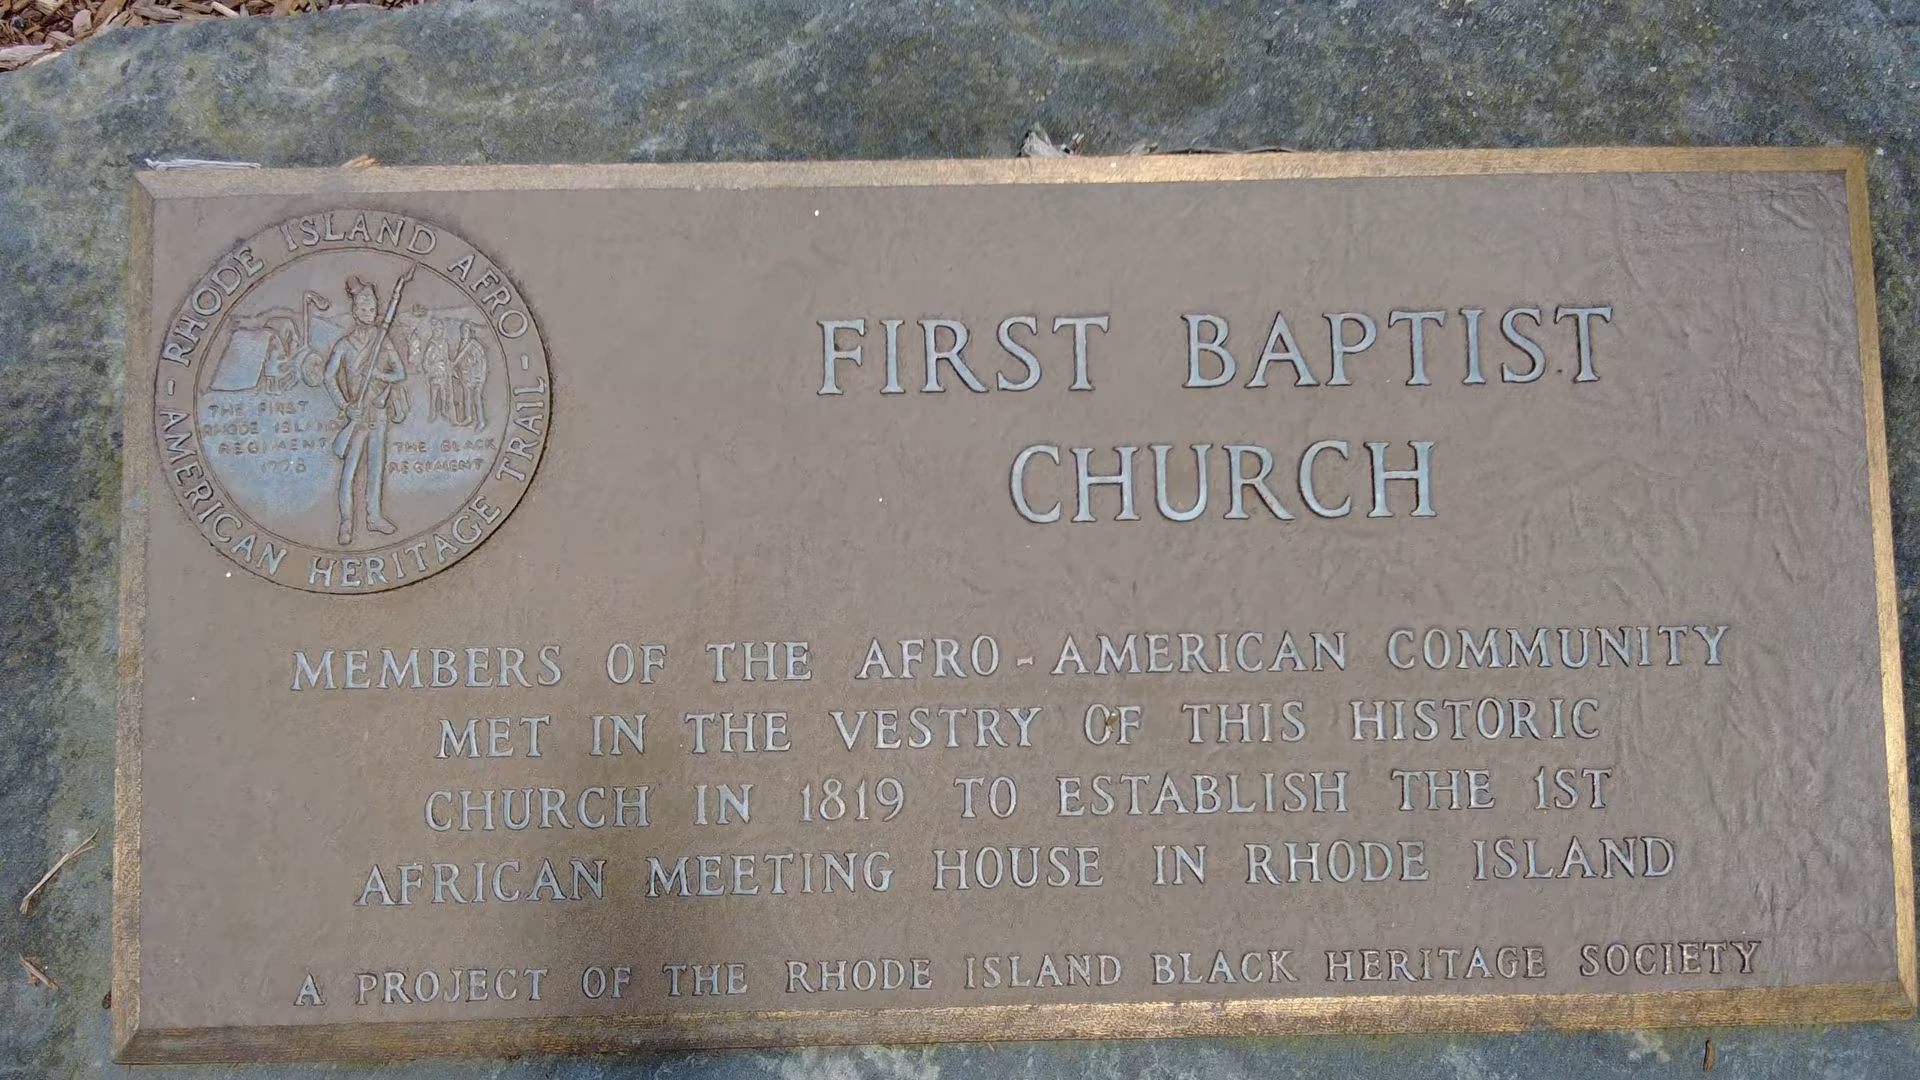 - RHODE ISLAND AFRO -
AMERICAN HERITAGE TRAIL
THE FIRST
RHODE ISLAND
REGIMENT
1778
THE BLACK
REGIMENT
FIRST BAPTIST
CHURCH
MEMBERS OF THE AFRO-AMERICAN COMMUNITY
MET IN THE VESTRY OF THIS HISTORIC
CHURCH IN 1819 TO ESTABLISH THE 1ST
AFRICAN MEETING HOUSE IN RHODE ISLAND
A PROJECT OF THE RHODE ISLAND BLACK HERITAGE SOCIETY